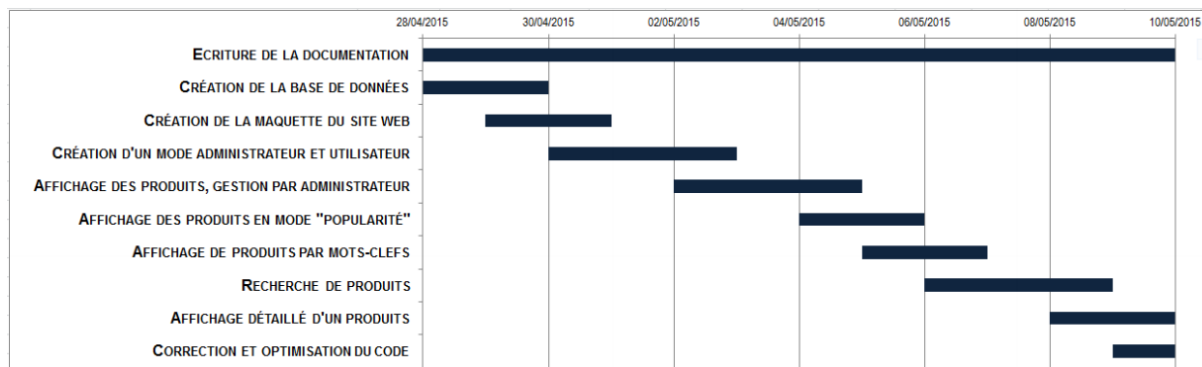 28/04/2015 30/04/2015 02/05/2015 04/05/2015 06/05/2015 08/05/2015 10/05/2015
ECRITURE DE LA DOCUMENTATION
CRÉATION DE LA BASE DE DONNÉES
CRÉATION DE LA MAQUETTE DU SITE WEB
CRÉATION D'UN MODE ADMINISTRATEUR ET UTILISATEUR
AFFICHAGE DES PRODUITS, GESTION PAR ADMINISTRATEUR
AFFICHAGE DES PRODUITS EN MODE "POPULARITÉ"
AFFICHAGE DE PRODUITS PAR MOTS-CLEFS
RECHERCHE DE PRODUITS
AFFICHAGE DÉTAILLÉ D'UN PRODUITS
CORRECTION ET OPTIMISATION DU CODE